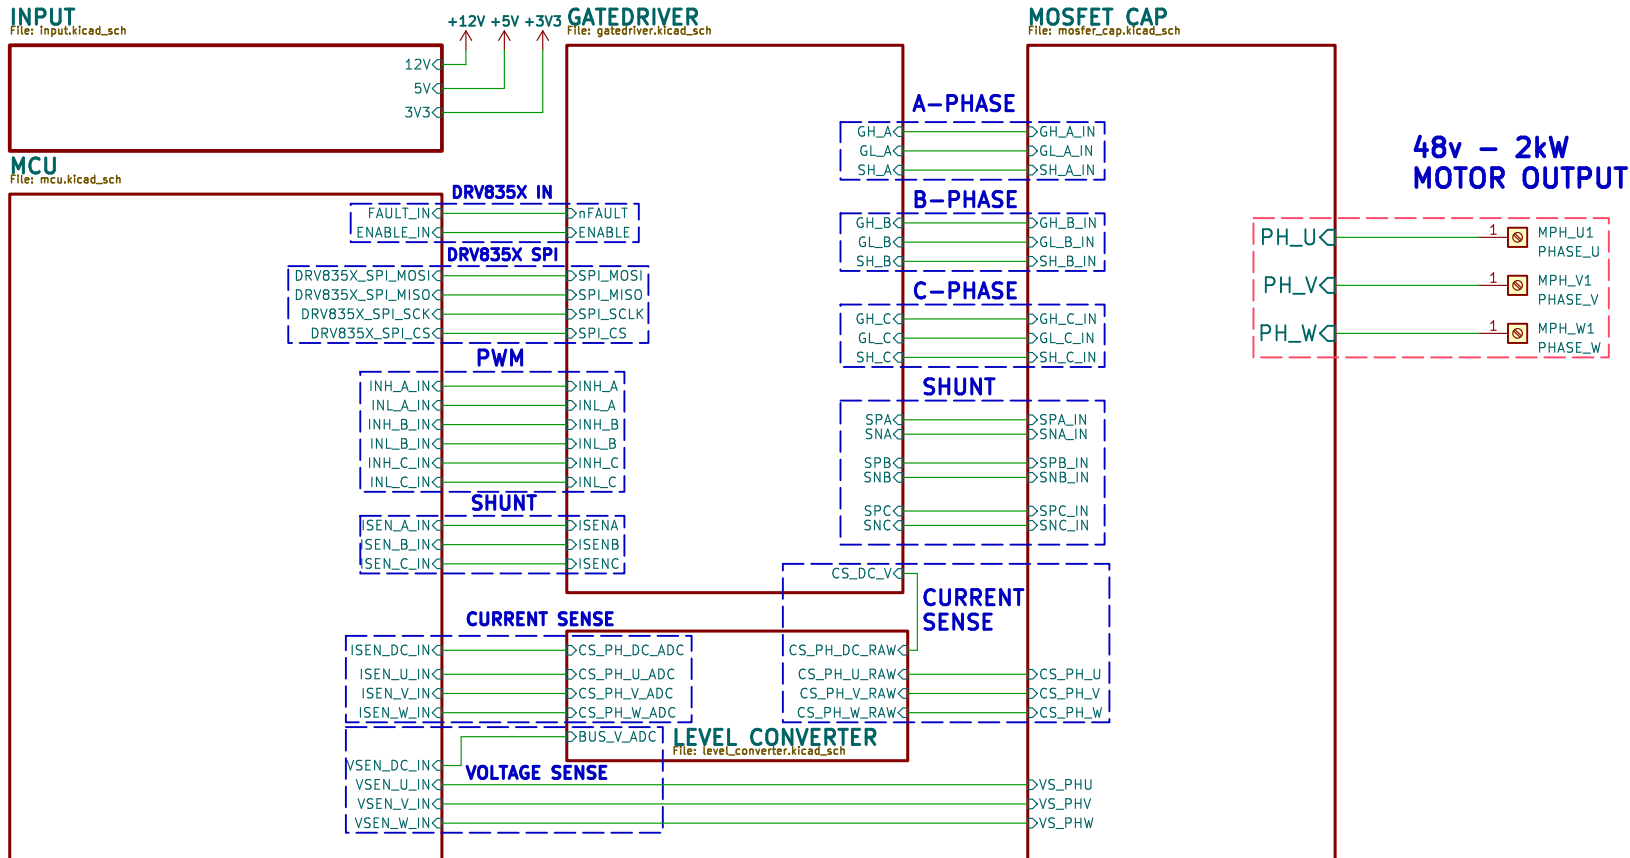 INPUT
File: input.kicad_sch
12V
5V
3V3
+12V +5V +3V3
MCU
File: mcu.kicad_sch
DRV835X IN
FAULT_IN
ENABLE_IN
DRV835X SPI
DRV835X_SPI_MOSI
DRV835X_SPI_MISO
DRV835X_SPI_SCK
DRV835X_SPI_CS
PWM
INH_A_IN
INL_A_IN
INH_B_IN
INL_B_IN
INH_C_IN
INL_C_IN
SHUNT
ISEN_A_IN
ISEN_B_IN
ISEN_C_IN
CURRENT SENSE
ISEN_DC_IN
ISEN_U_IN
ISEN_V_IN
ISEN_W_IN
VSEN_DC_IN
VOLTAGE SENSE
VSEN_U_IN
VSEN_V_IN
VSEN_W_IN
GATEDRIVER
File: gatedriver.kicad_sch
nFAULT
ENABLE
SPI_MOSI
SPI_MISO
SPI_SCLK
SPI_CS
INH_A
INL_A
INH_B
INL_B
INH_C
INL_C
ISENA
ISENB
ISENC
GH_A
GL_A
SH_A
GH_B
GL_B
SH_B
GH_C
GL_C
SH_C
SPA
SNA
SPB
SNB
SPC
SNC
CS_DC_V
CS_PH_DC_ADC
CS_PH_U_ADC
CS_PH_V_ADC
CS_PH_W_ADC
BUS_V_ADC
CS_PH_DC_RAW
CS_PH_U_RAW
CS_PH_V_RAW
CS_PH_W_RAW
LEVEL CONVERTER
File: level_converter.kicad_sch
A-PHASE
B-PHASE
C-PHASE
SHUNT
CURRENT
SENSE
MOSFET CAP
File: mosfer_cap.kicad_sch
GH_A_IN
GL_A_IN
SH_A_IN
GH_B_IN
GL_B_IN
SH_B_IN
GH_C_IN
GL_C_IN
SH_C_IN
SPA_IN
SNA_IN
SPB_IN
SNB_IN
SPC_IN
SNC_IN
CS_PH_U
CS_PH_V
CS_PH_W
VS_PHU
VS_PHV
VS_PHW
48v - 2kW
MOTOR OUTPUT
PH_U
1
MPH_U1
PHASE_U
PH_V
1
MPH_V1
PHASE_V
PH_W
1
MPH_W1
PHASE_W